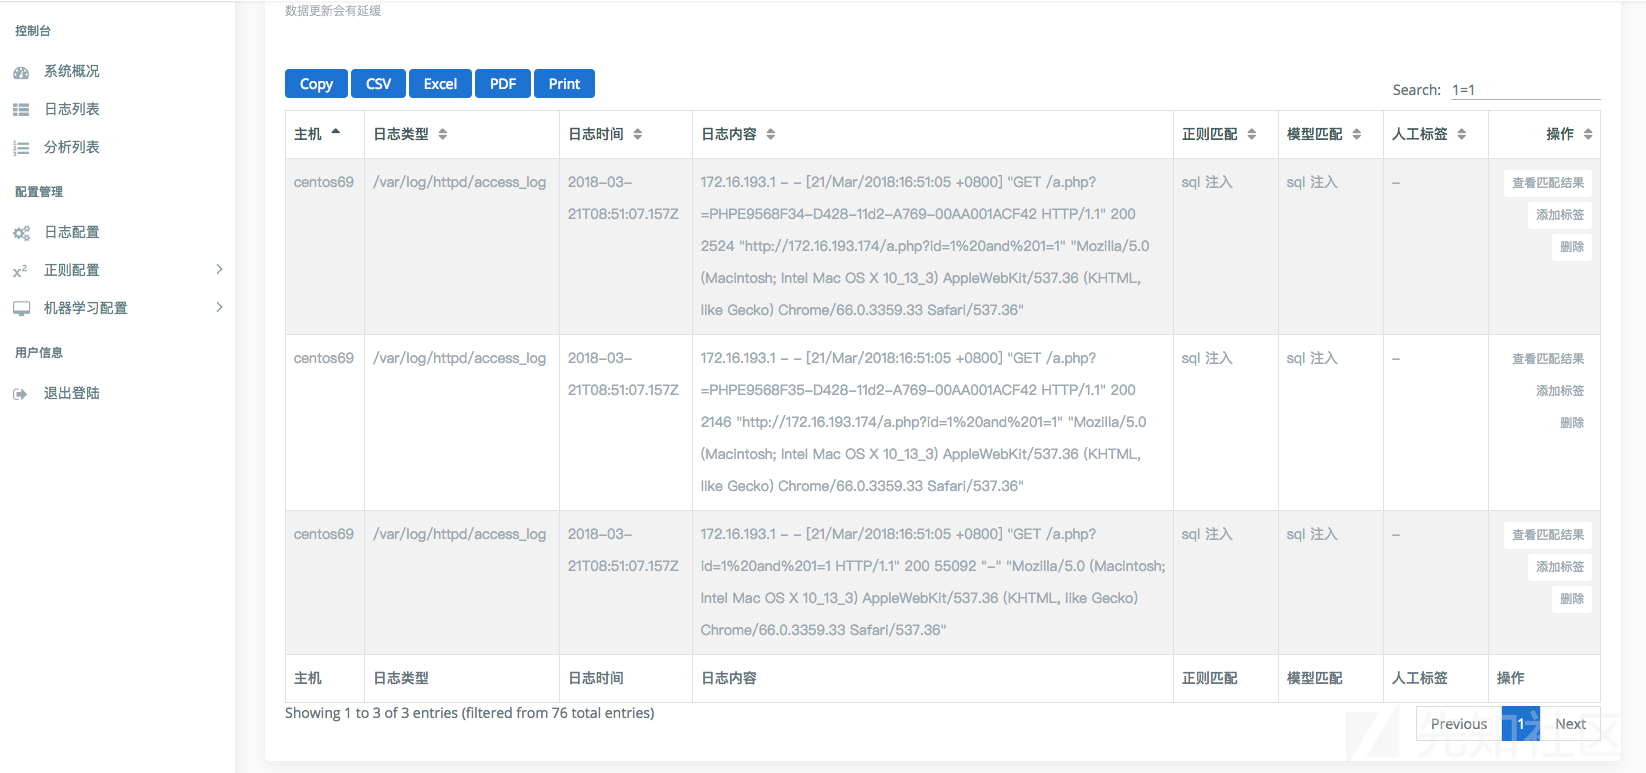 数据更新会有延缓
控制台
系统概况
日志列表
分析列表
配置管理
日志配置
x² 正则配置
机器学习配置
用户信息
退出登陆
Copy CSV Excel PDF Print
Search: 1=1
主机 日志类型 日志时间 日志内容 正则匹配 模型匹配 人工标签 操作
centos69 /var/log/httpd/access_log 2018-03- 172.16.193.1 - - [21/Mar/2018:16:51:05 +0800] "GET /a.php? sql 注入 sql 注入 - 查看匹配结果
21T08:51:07.157Z =PHPE9568F34-D428-11d2-A769-00AA001ACF42 HTTP/1.1" 200 添加标签
2524 "http://172.16.193.174/a.php?id=1%20and%201=1" "Mozilla/5.0 删除
(Macintosh; Intel Mac OS X 10_13_3) AppleWebKit/537.36 (KHTML,
like Gecko) Chrome/66.0.3359.33 Safari/537.36"
centos69 /var/log/httpd/access_log 2018-03- 172.16.193.1 - - [21/Mar/2018:16:51:05 +0800] "GET /a.php? sql 注入 sql 注入 - 查看匹配结果
21T08:51:07.157Z =PHPE9568F35-D428-11d2-A769-00AA001ACF42 HTTP/1.1" 200 添加标签
2146 "http://172.16.193.174/a.php?id=1%20and%201=1" "Mozilla/5.0 删除
(Macintosh; Intel Mac OS X 10_13_3) AppleWebKit/537.36 (KHTML,
like Gecko) Chrome/66.0.3359.33 Safari/537.36"
centos69 /var/log/httpd/access_log 2018-03- 172.16.193.1 - - [21/Mar/2018:16:51:05 +0800] "GET /a.php? sql 注入 sql 注入 - 查看匹配结果
21T08:51:07.157Z id=1%20and%201=1 HTTP/1.1" 200 55092 "-" "Mozilla/5.0 (Macintosh; 添加标签
Intel Mac OS X 10_13_3) AppleWebKit/537.36 (KHTML, like Gecko) 删除
Chrome/66.0.3359.33 Safari/537.36"
主机 日志类型 日志时间 日志内容 正则匹配 模型匹配 人工标签 操作
Showing 1 to 3 of 3 entries (filtered from 76 total entries)
Previous 1 Next
先知社区